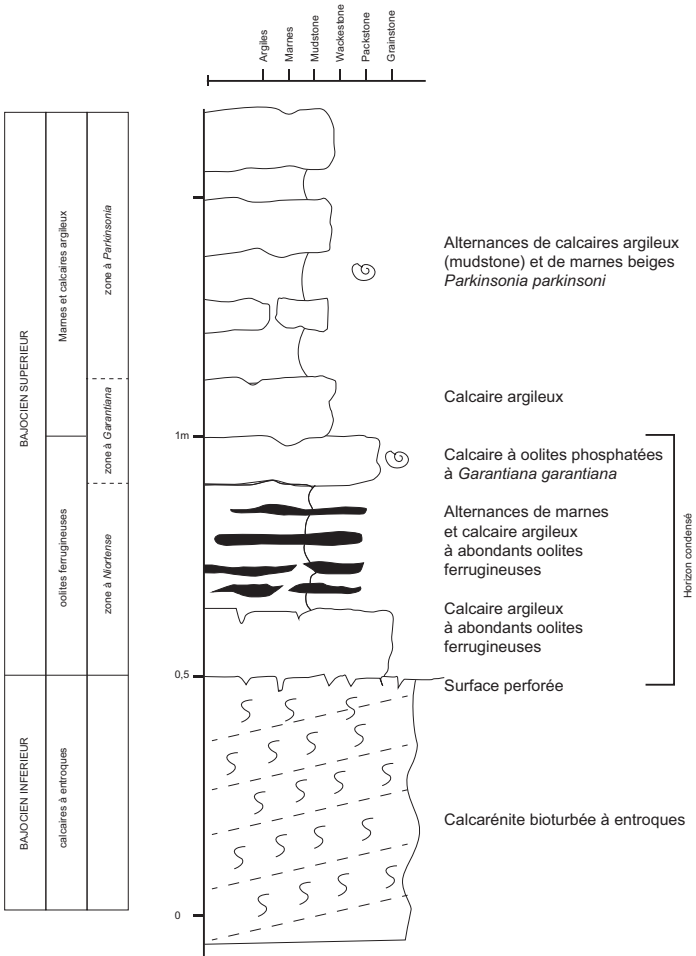 Argiles
Marnes
Mudstone
Wackestone
Packstone
Grainstone
BAJOCIEN SUPERIEUR
Marnes et calcaires argileux
zone à Parkinsonia
zone à Garantiana
oolites ferrugineuses
zone à Niortense
BAJOCIEN INFERIEUR
calcaires à entroques
1m
0,5
0
Alternances de calcaires argileux
(mudstone) et de marnes beiges
Parkinsonia parkinsoni
Calcaire argileux
Calcaire à oolites phosphatées
à Garantiana garantiana
Alternances de marnes
et calcaire argileux
à abondants oolites
ferrugineuses
Calcaire argileux
à abondants oolites
ferrugineuses
Surface perforée
Calcarénite bioturbée à entroques
Horizon condensé